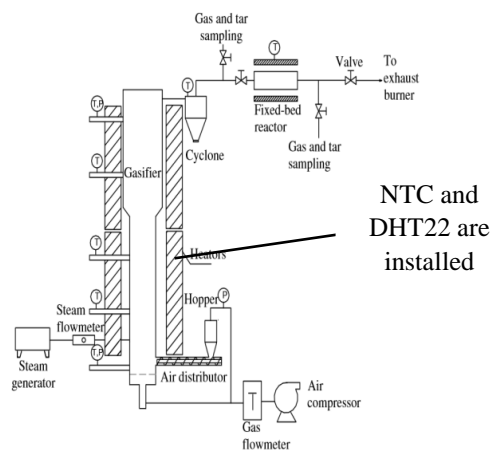 Gas and tar
sampling
T
Valve
To
exhaust
burner
T
T,P
Fixed-bed
reactor
Cyclone
Gas and tar
sampling
Gasifier
T
NTC and
DHT22 are
installed
T
Heators
Hopper
P
T
Steam
flowmeter
T,P
Steam
generator
Air distributor
Air
compressor
Gas
flowmeter